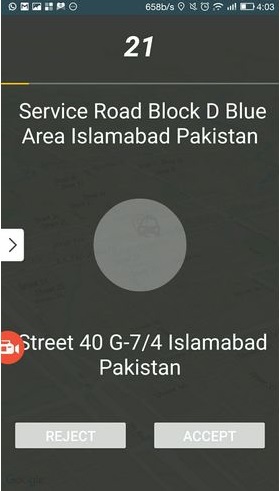 658b/s 4:03
21
Service Road Block D Blue
Area Islamabad Pakistan
Street 40 G-7/4 Islamabad
Pakistan
REJECT ACCEPT
Google